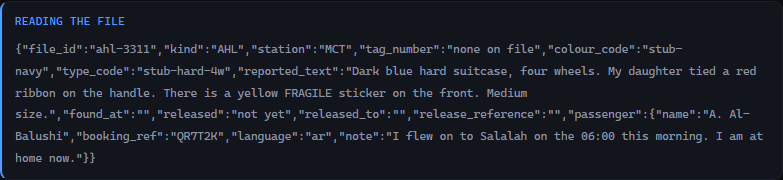 READING THE FILE
{"file_id":"ahl-3311","kind":"AHL","station":"MCT","tag_number":"none on file","colour_code":"stub-
navy","type_code":"stub-hard-4w","reported_text":"Dark blue hard suitcase, four wheels. My daughter tied a red
ribbon on the handle. There is a yellow FRAGILE sticker on the front. Medium
size.","found_at":"","released":"not yet","released_to":"","release_reference":"","passenger":{"name":"A. Al-
Balushi","booking_ref":"QR7T2K","language":"ar","note":"I flew on to Salalah on the 06:00 this morning. I am at
home now."}}